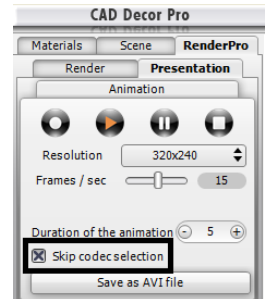 CAD Decor Pro
Materials Scene RenderPro
Render Presentation
Animation
Resolution 320x240
Frames / sec 15
Duration of the animation - 5 +
Skip codec selection
Save as AVI file